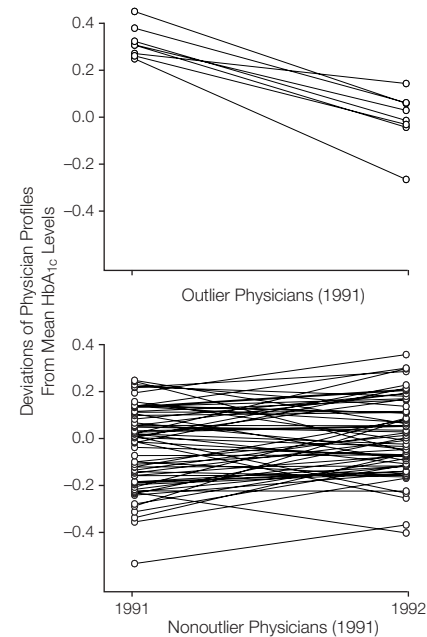 Deviations of Physician Profiles
From Mean HbA1c Levels
0.4
0.2
0.0
−0.2
−0.4
Outlier Physicians (1991)
0.4
0.2
0.0
−0.2
−0.4
1991 1992
Nonoutlier Physicians (1991)